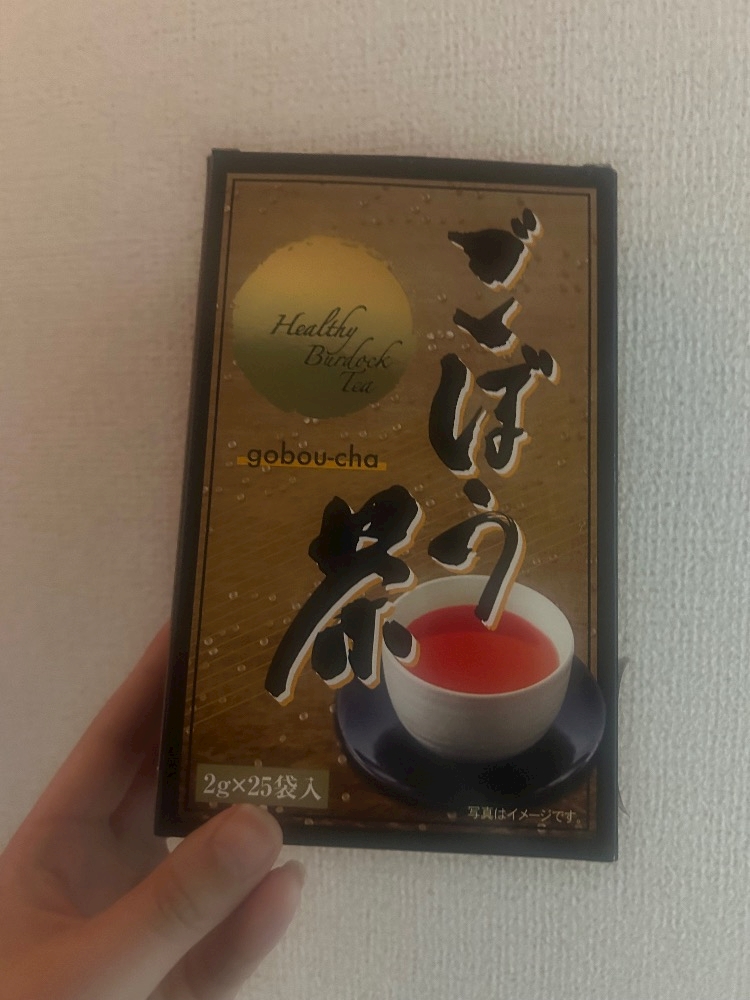 ごぼう
茶
Healthy
Burdock
Tea
gobou-cha
2g×25袋入
写真はイメージです。